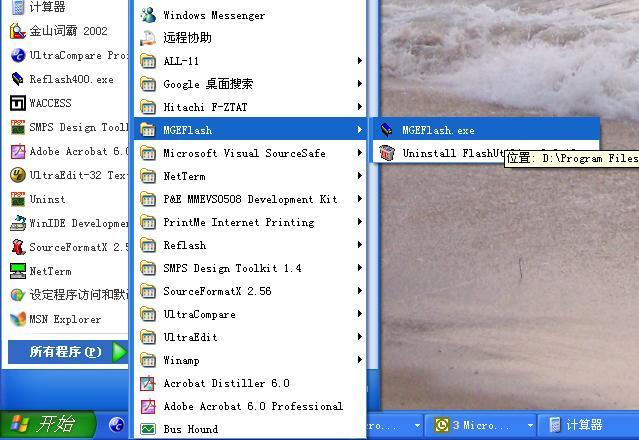 计算器
金山词霸 2002
UltraCompare Pro
Reflash400.exe
WACCESS
SMPS Design Tool
Adobe Acrobat 6.0
UltraEdit-32 Tex
Uninst
WinIDE Developmen
SourceFormatX 2.5
NetTerm
设定程序访问和默
MSN Explorer
所有程序(P)
Windows Messenger
远程协助
ALL-11
Google 桌面搜索
Hitachi F-ZTAT
MGEFlash
Microsoft Visual SourceSafe
NetTerm
P&E MMEVS0508 Development Kit
PrintMe Internet Printing
Reflash
SMPS Design Toolkit 1.4
SourceFormatX 2.56
UltraCompare
UltraEdit
Winamp
Acrobat Distiller 6.0
Adobe Acrobat 6.0 Professional
Bus Hound
MGEFlash.exe
Uninstall FlashUt
位置: D:\Program Files
开始
cro...
3 Micro...
计算器